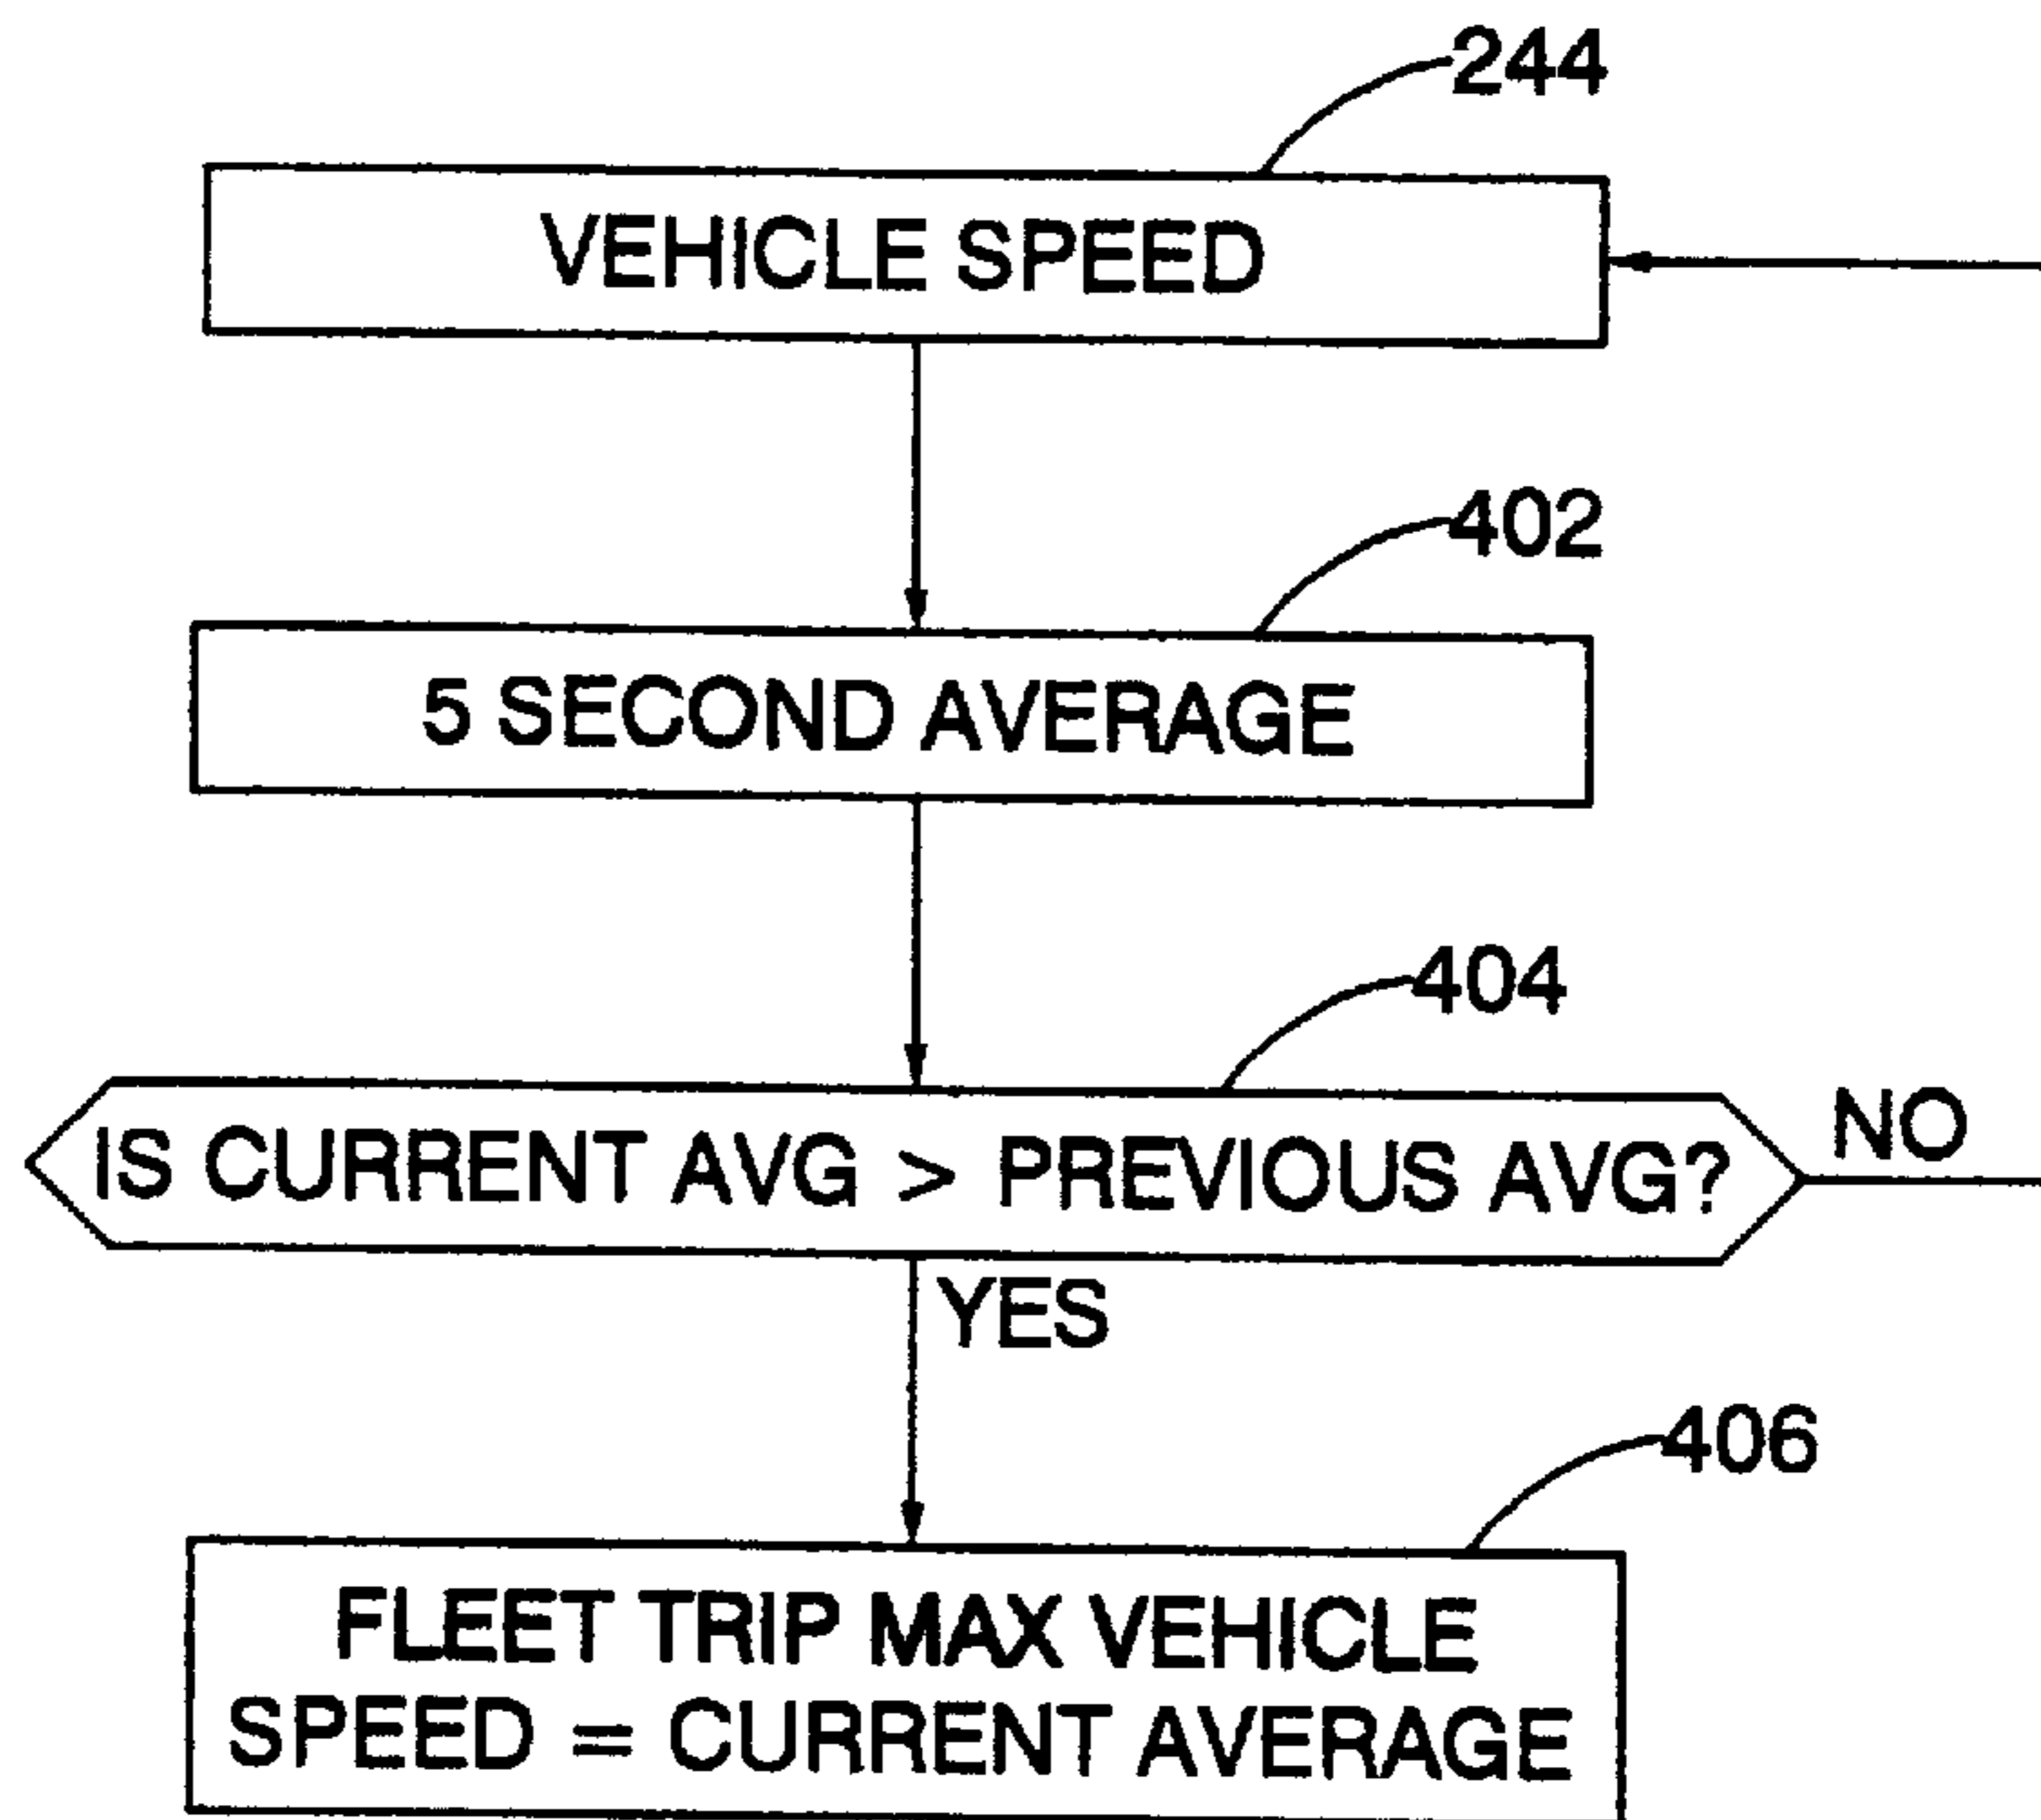 244
VEHICLE SPEED
402
5 SECOND AVERAGE
404
IS CURRENT AVG > PREVIOUS AVG?
NO
YES
406
FLEET TRIP MAX VEHICLE
SPEED = CURRENT AVERAGE